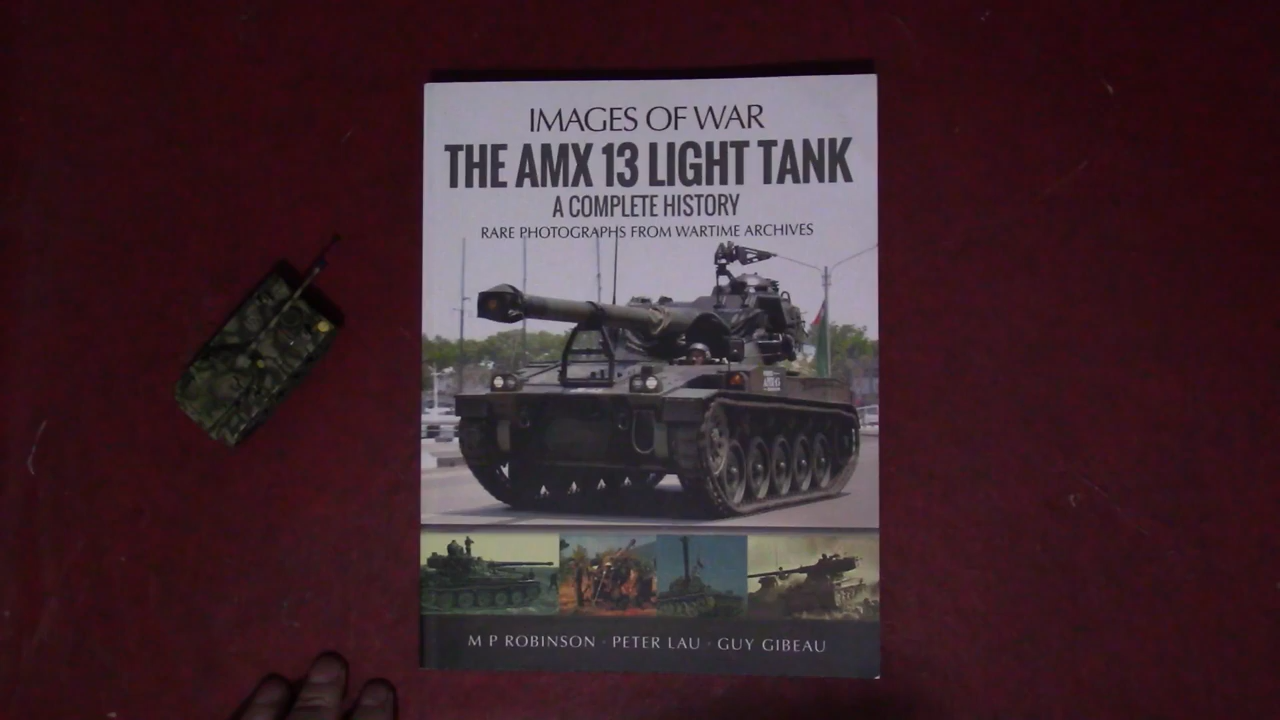 IMAGES OF WAR
THE AMX 13 LIGHT TANK
A COMPLETE HISTORY
RARE PHOTOGRAPHS FROM WARTIME ARCHIVES
M P ROBINSON · PETER LAU · GUY GIBEAU